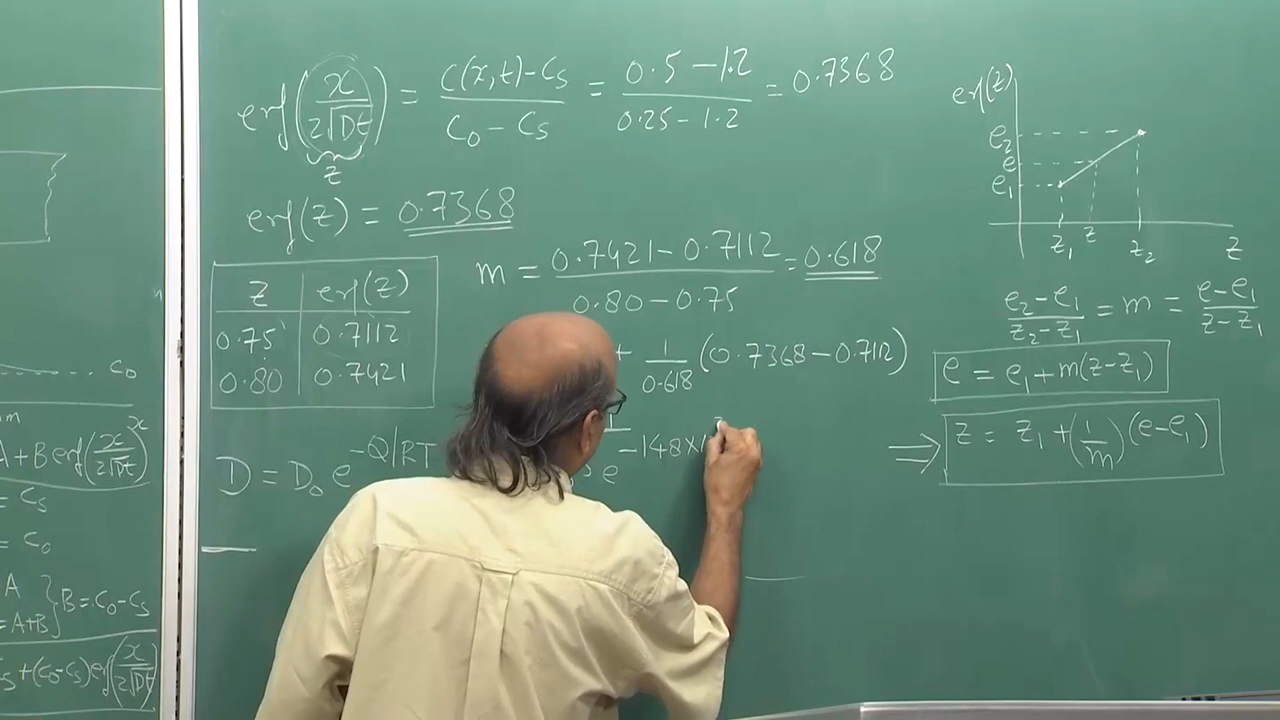 erf(x/2√Dt) = C(x,t)-Cs / C0 - Cs = 0.5 - 1.2 / 0.25 - 1.2 = 0.7368
z
erf(z) = 0.7368
z erf(z)
0.75 0.7112
0.80 0.7421
m = 0.7421 - 0.7112 / 0.80 - 0.75 = 0.618
+ 1/0.618 (0.7368 - 0.7112)
D = D0 e^-Q/RT
e^-148×
erf(z)
e2
e
e1
z1 z z2 z
e2 - e1 / z2 - z1 = m = e - e1 / z - z1
e = e1 + m(z - z1)
⇒ z = z1 + (1/m)(e - e1)
C0
A + B erf(x/2√Dt)
x
= Cs
= C0
A
= A+B } B = C0 - Cs
+ (C0 - Cs) erf(x/2√Dt)